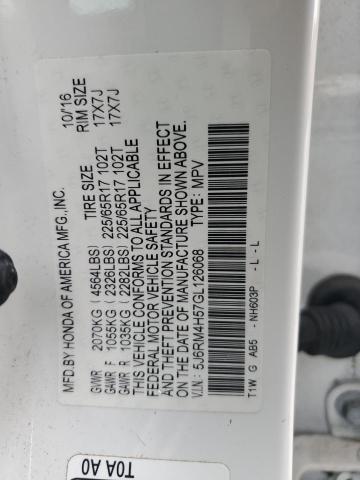 MFD.BY HONDA OF AMERICA MFG.,INC. 10/16
TIRE SIZE RIM SIZE
GVWR 2070KG (4564LBS)
GAWR F 1055KG (2326LBS) 225/65R17 102T 17X7J
GAWR R 1035KG (2282LBS) 225/65R17 102T 17X7J
THIS VEHICLE CONFORMS TO ALL APPLICABLE
FEDERAL MOTOR VEHICLE SAFETY
AND THEFT PREVENTION STANDARDS IN EFFECT
ON THE DATE OF MANUFACTURE SHOWN ABOVE.
V.I.N.: 5J6RM4H57GL126068 TYPE: MPV
T1W G AB5 - NH603P - L - L
T0A A0